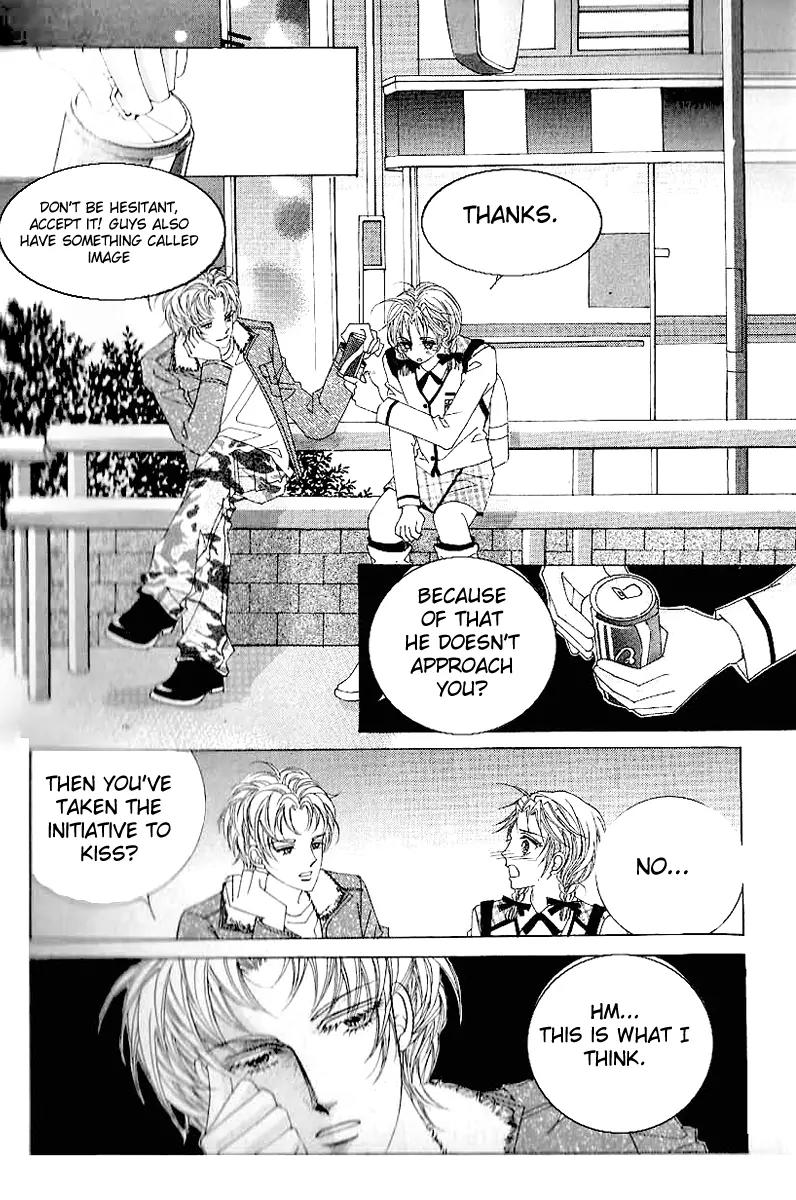 DON'T BE HESITANT,
ACCEPT IT! GUYS ALSO
HAVE SOMETHING CALLED
IMAGE
THANKS.
BECAUSE
OF THAT
HE DOESN'T
APPROACH
YOU?
THEN YOU'VE
TAKEN THE
INITIATIVE TO
KISS?
NO...
HM...
THIS IS WHAT I
THINK.